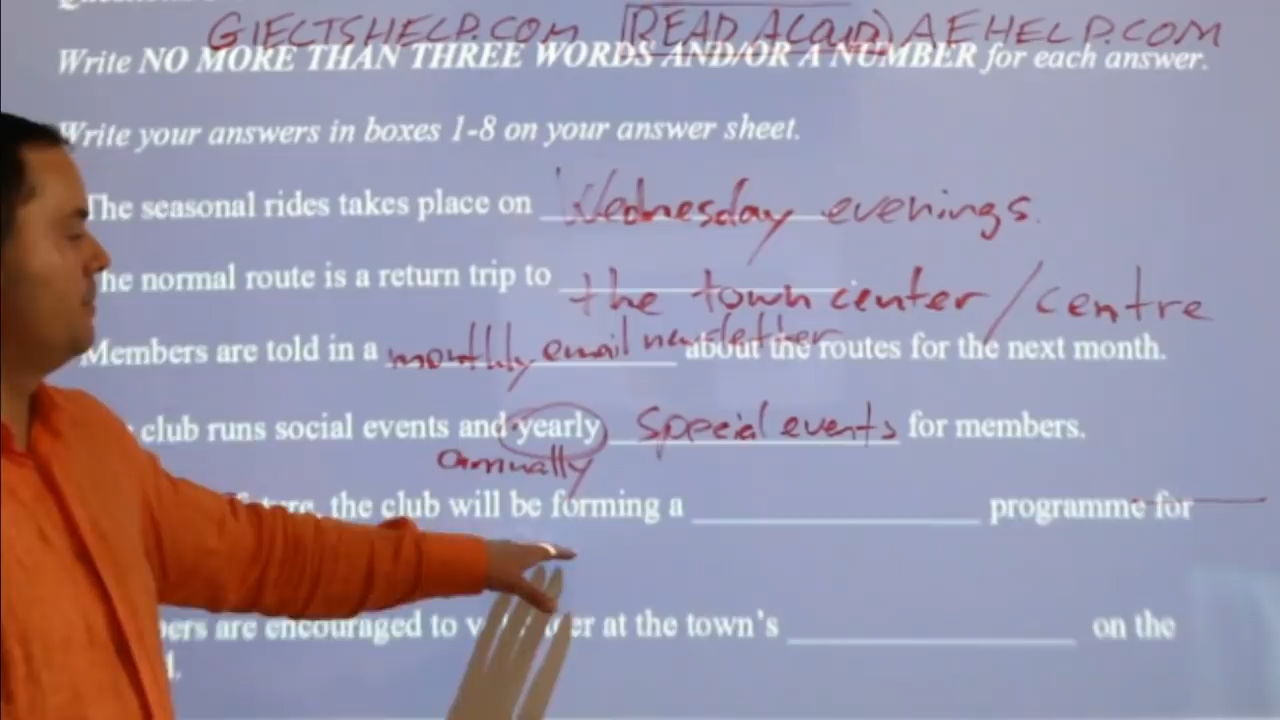 GIELTSHELP.COM READ ALOUD AEHELP.COM
Write NO MORE THAN THREE WORDS AND/OR A NUMBER for each answer.
Write your answers in boxes 1-8 on your answer sheet.
The seasonal rides takes place on Wednesday evenings.
he normal route is a return trip to the town center/centre
Members are told in a monthly email newsletter about the routes for the next month.
club runs social events and yearly special events for members.
annually
the club will be forming a programme for
are encouraged to at the town's on the